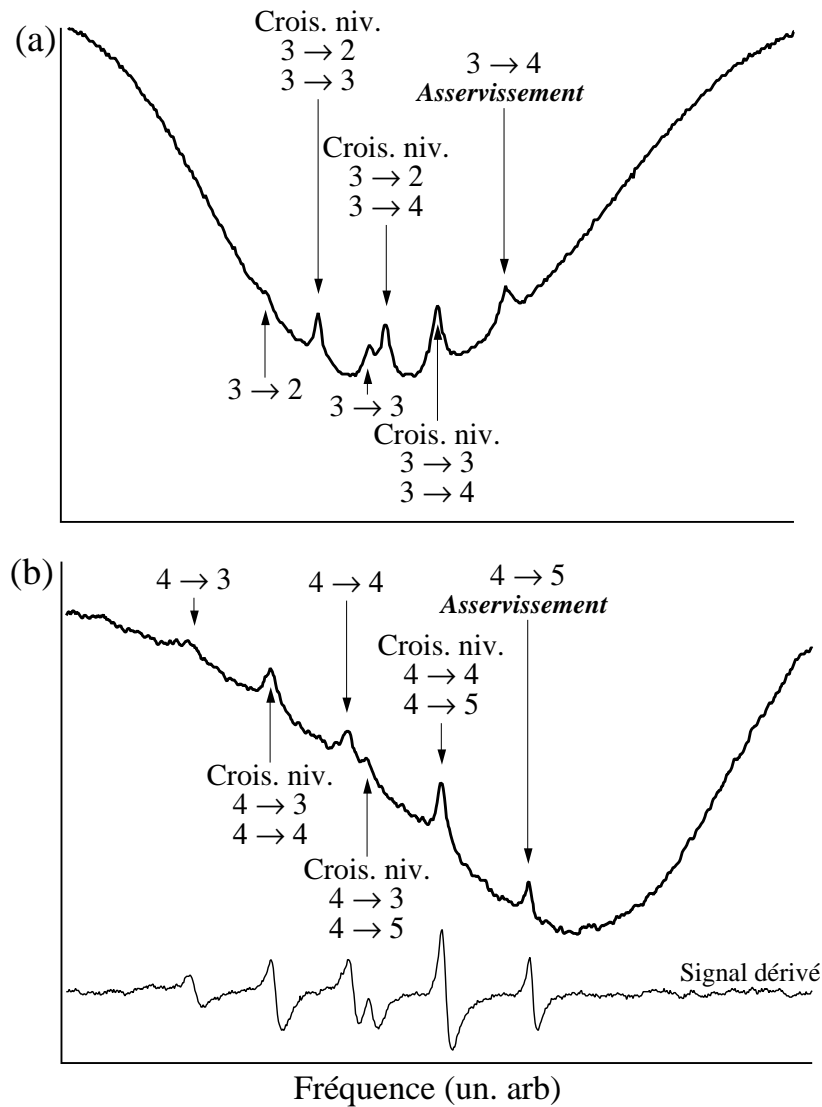 (a)
Crois. niv.
3 → 2
3 → 3
3 → 4
Asservissement
Crois. niv.
3 → 2
3 → 4
3 → 2
3 → 3
Crois. niv.
3 → 3
3 → 4
(b)
4 → 3
4 → 4
4 → 5
Asservissement
Crois. niv.
4 → 4
4 → 5
Crois. niv.
4 → 3
4 → 4
Crois. niv.
4 → 3
4 → 5
Signal dérivé
Fréquence (un. arb)